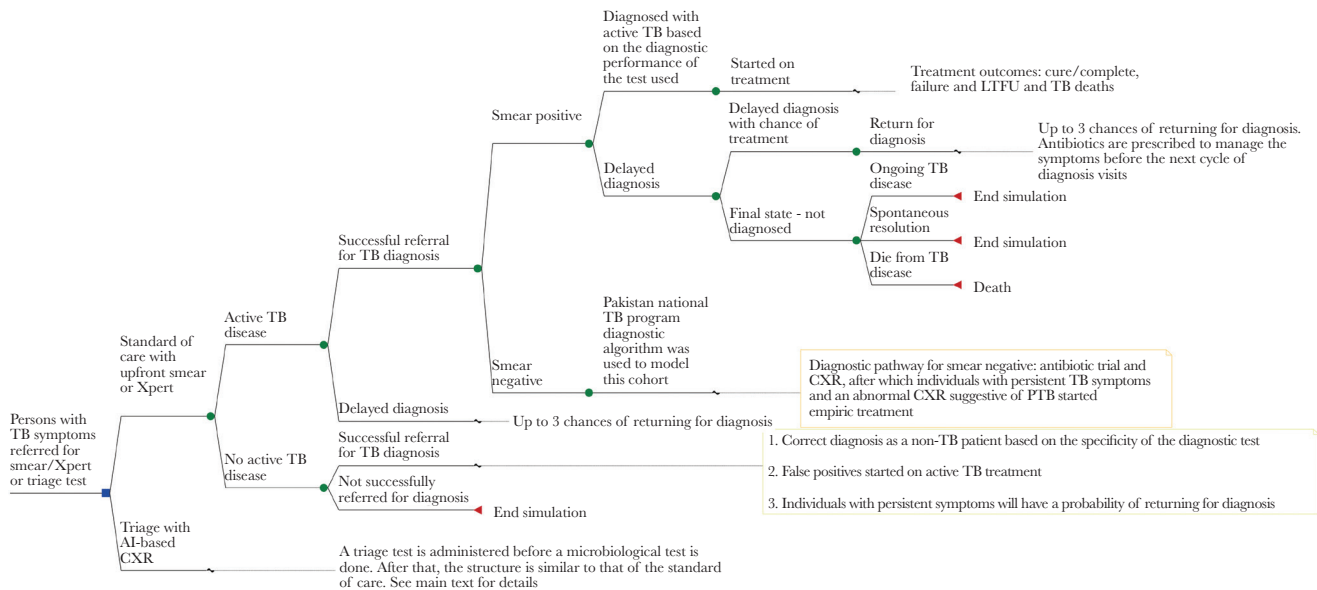 Persons with
TB symptoms
referred for
smear/Xpert
or triage test
Standard of
care with
upfront smear
or Xpert
Active TB
disease
Successful referral
for TB diagnosis
Smear positive
Diagnosed with
active TB based
on the diagnostic
performance of
the test used
Started on
treatment
Treatment outcomes: cure/complete,
failure and LTFU and TB deaths
Delayed
diagnosis
Delayed diagnosis
with chance of
treatment
Return for
diagnosis
Up to 3 chances of returning for diagnosis.
Antibiotics are prescribed to manage the
symptoms before the next cycle of
diagnosis visits
Final state - not
diagnosed
Ongoing TB
disease
End simulation
Spontaneous
resolution
End simulation
Die from TB
disease
Death
Smear
negative
Pakistan national
TB program
diagnostic
algorithm was
used to model
this cohort
Diagnostic pathway for smear negative: antibiotic trial and
CXR, after which individuals with persistent TB symptoms
and an abnormal CXR suggestive of PTB started
empiric treatment
Delayed diagnosis
Up to 3 chances of returning for diagnosis
No active TB
disease
Successful referral
for TB diagnosis
1. Correct diagnosis as a non-TB patient based on the specificity of the diagnostic test
2. False positives started on active TB treatment
3. Individuals with persistent symptoms will have a probability of returning for diagnosis
Not successfully
referred for diagnosis
End simulation
Triage with
AI-based
CXR
A triage test is administered before a microbiological test is
done. After that, the structure is similar to that of the standard
of care. See main text for details